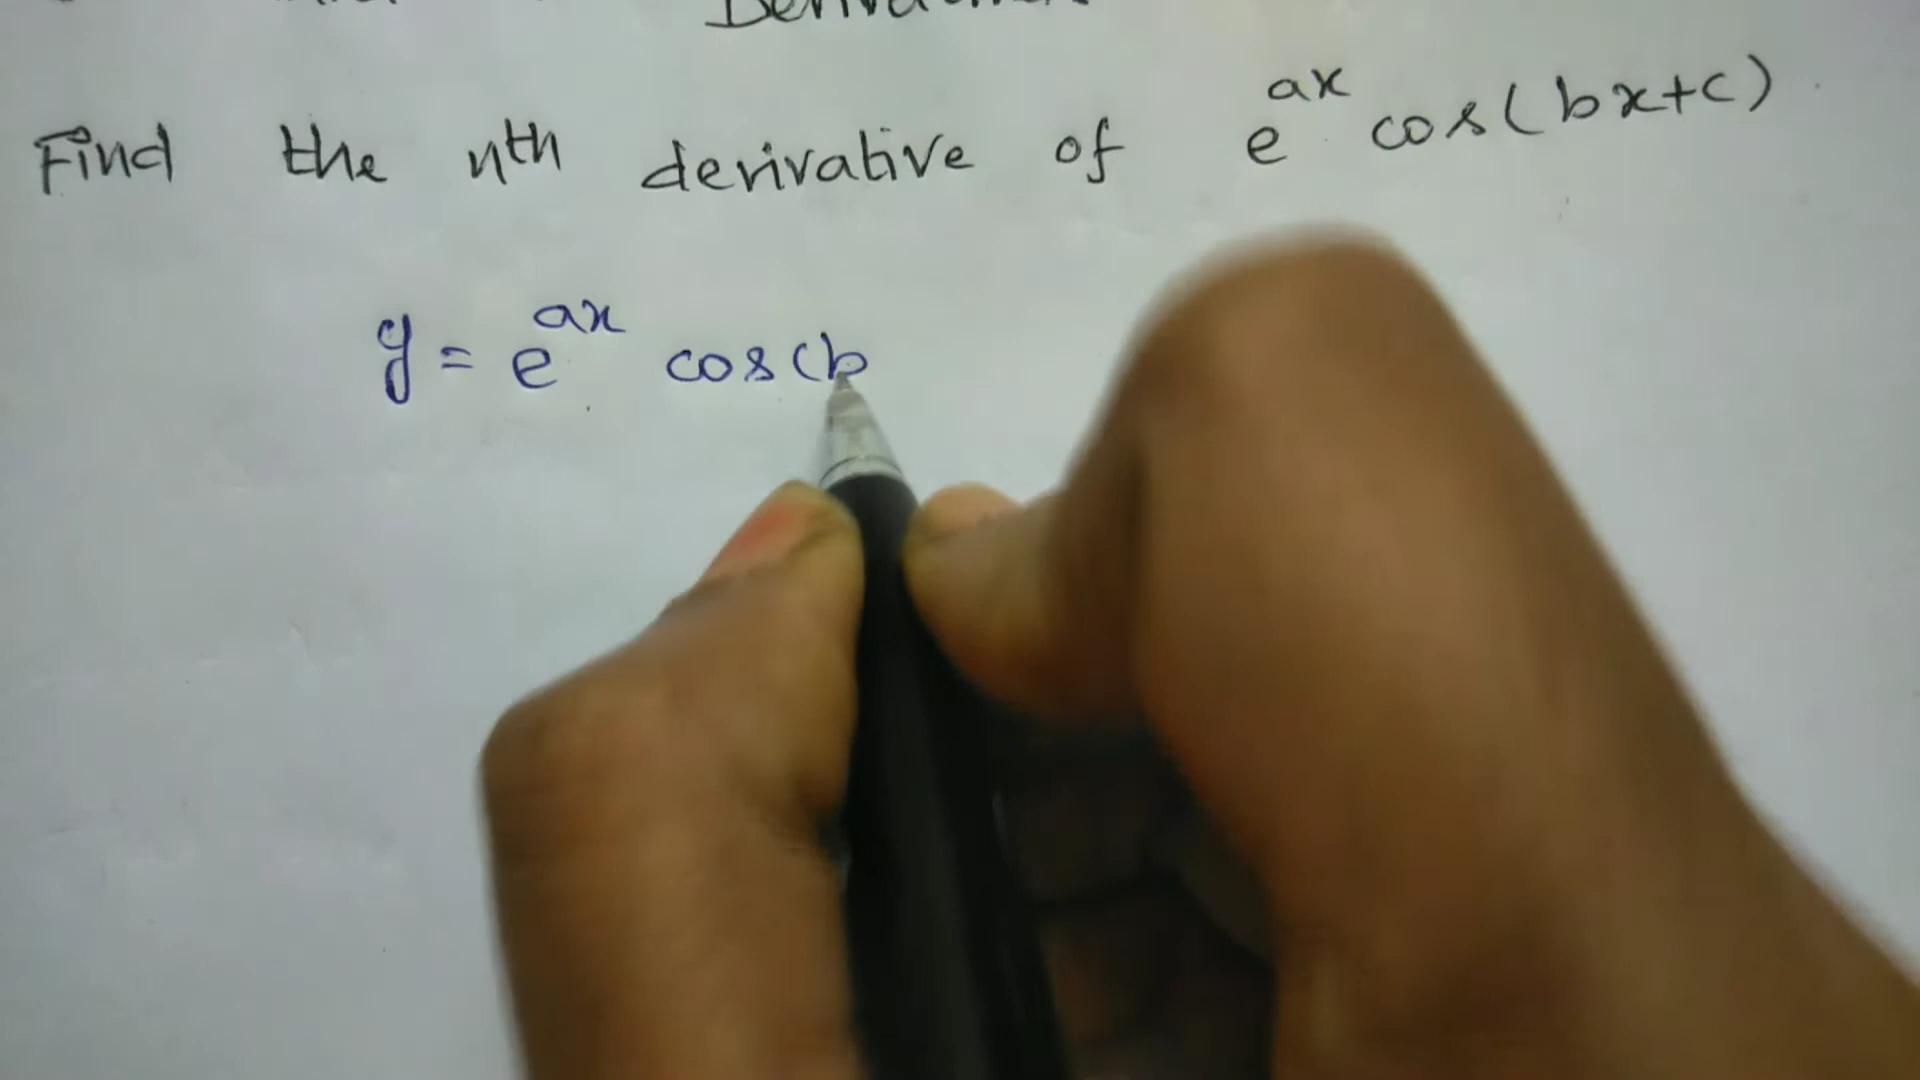 Find the nth derivative of e^ax cos(bx+c)
y = e^ax cos(b